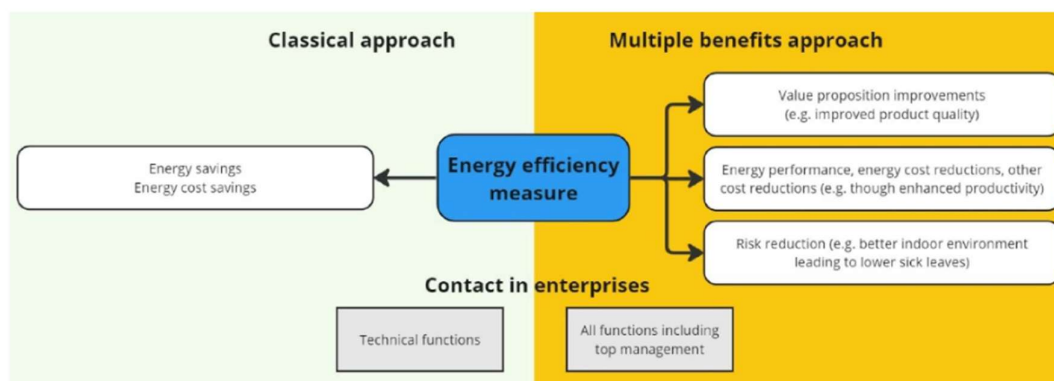 Classical approach
Multiple benefits approach
Energy savings
Energy cost savings
Energy efficiency
measure
Value proposition improvements
(e.g. improved product quality)
Energy performance, energy cost reductions, other
cost reductions (e.g. though enhanced productivity)
Risk reduction (e.g. better indoor environment
leading to lower sick leaves)
Contact in enterprises
Technical functions
All functions including
top management